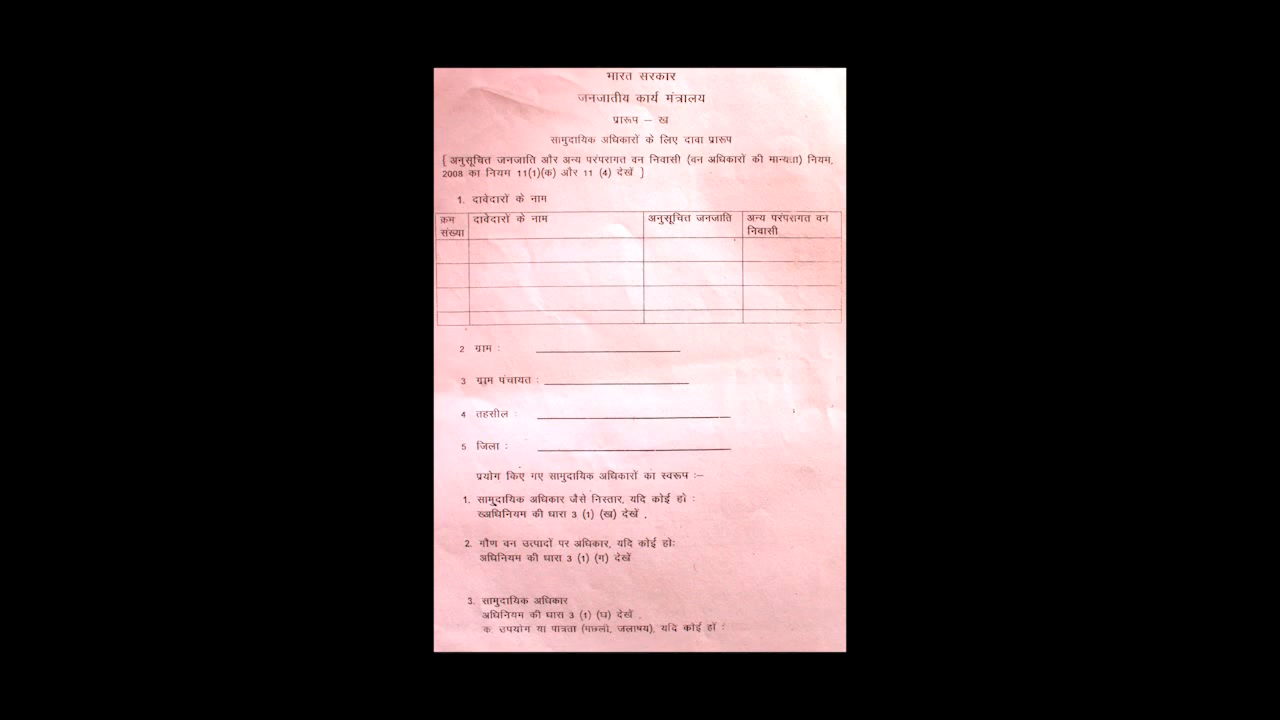 भारत सरकार
जनजातीय कार्य मंत्रालय
प्रारूप – ख
सामुदायिक अधिकारों के लिए दावा प्रारूप
{ अनुसूचित जनजाति और अन्य परंपरागत वन निवासी (वन अधिकारों की मान्यता) नियम,
2008 का नियम 11(1)(क) और 11 (4) देखें }
1. दावेदारों के नाम
क्रम संख्या दावेदारों के नाम अनुसूचित जनजाति अन्य परंपरागत वन निवासी
2 ग्राम :
3 ग्राम पंचायत :
4 तहसील :
5 जिला :
प्रयोग किए गए सामुदायिक अधिकारों का स्वरूप :–
1. सामुदायिक अधिकार जैसे निस्तार, यदि कोई हो :
ख्अधिनियम की धारा 3 (1) (ख) देखें .
2. गौण वन उत्पादों पर अधिकार, यदि कोई होः
अधिनियम की धारा 3 (1) (ग) देखें
3. सामुदायिक अधिकार
अधिनियम की धारा 3 (1) (घ) देखें .
क. उपयोग या पात्रता (मछली, जलाषय), यदि कोई हों :